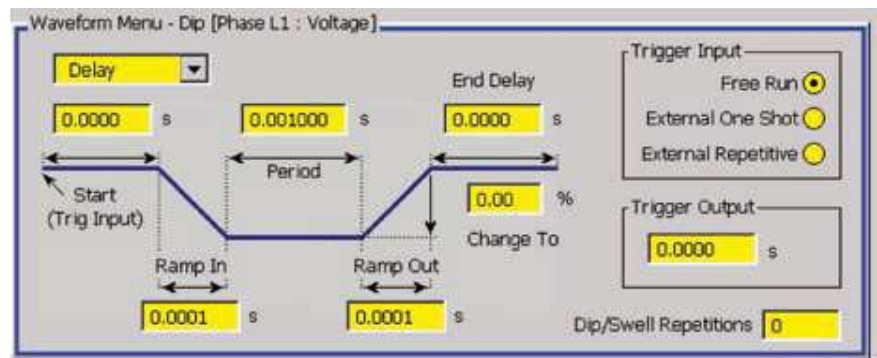 Waveform Menu - Dip [Phase L1 : Voltage]
Delay
End Delay
0.0000 s
0.001000 s
0.0000 s
Period
Start
(Trig Input)
0.00 %
Change To
Ramp In
Ramp Out
0.0001 s
0.0001 s
Trigger Input
Free Run
External One Shot
External Repetitive
Trigger Output
0.0000 s
Dip/Swell Repetitions 0